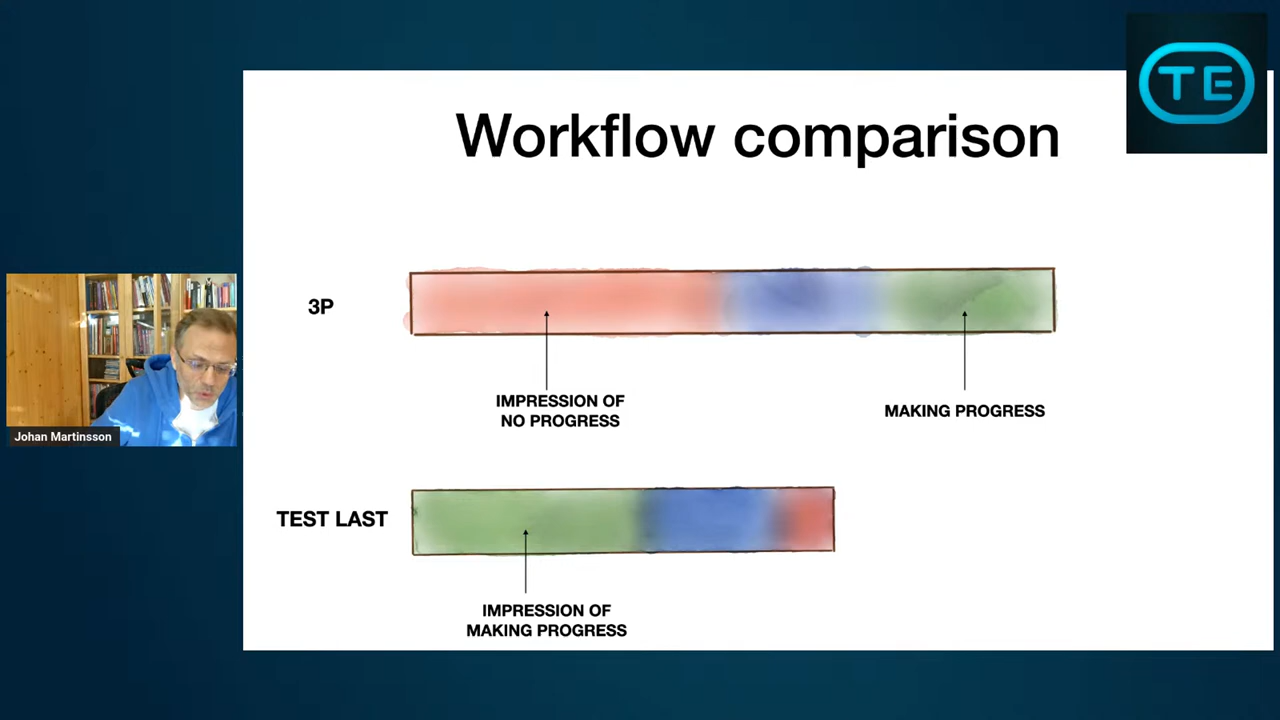 TE
Workflow comparison
3P
IMPRESSION OF
NO PROGRESS
MAKING PROGRESS
Johan Martinsson
TEST LAST
IMPRESSION OF
MAKING PROGRESS